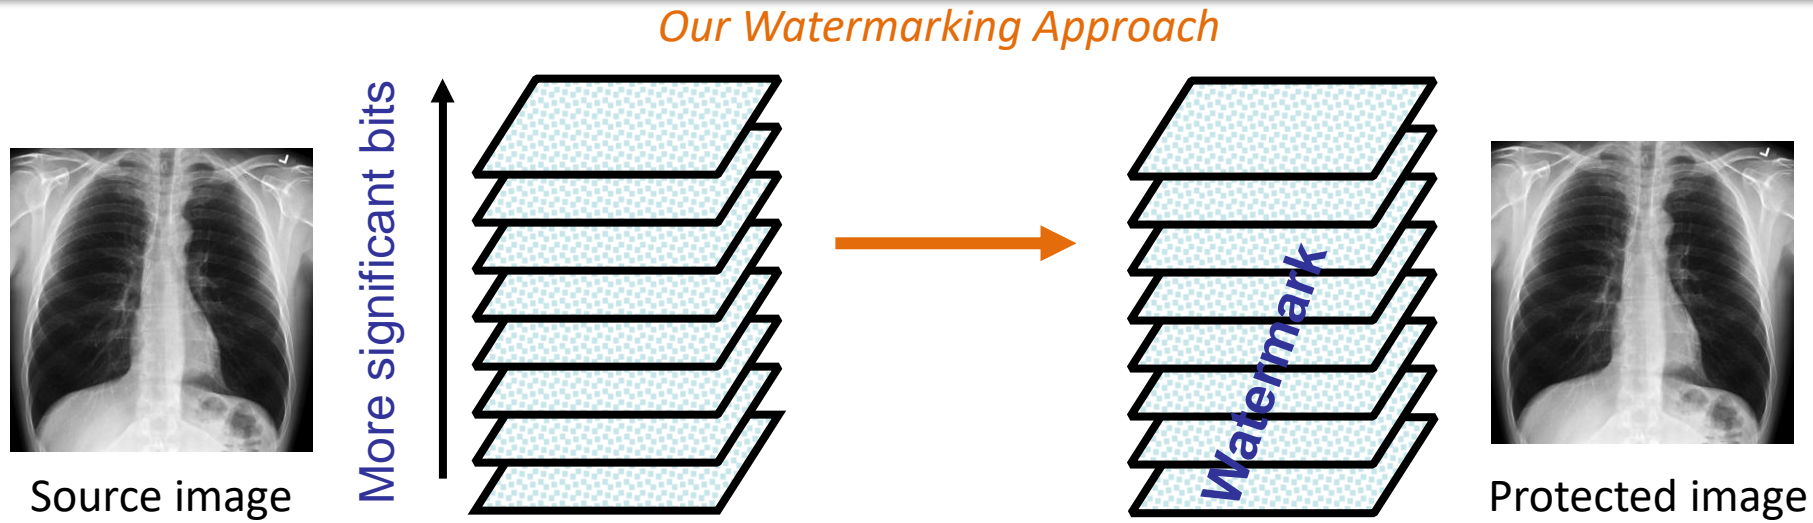 Our Watermarking Approach
More significant bits
Watermark
Source image
Protected image